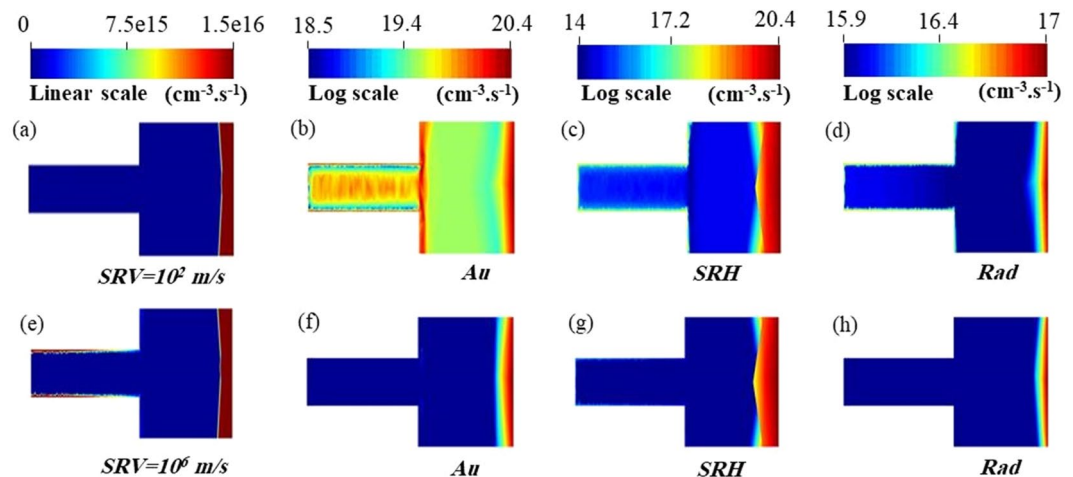 0 7.5e15 1.5e16 18.5 19.4 20.4 14 17.2 20.4 15.9 16.4 17
Linear scale (cm⁻³.s⁻¹) Log scale (cm⁻³.s⁻¹) Log scale (cm⁻³.s⁻¹) Log scale (cm⁻³.s⁻¹)
(a) (b) (c) (d)
SRV=10² m/s Au SRH Rad
(e) (f) (g) (h)
SRV=10⁶ m/s Au SRH Rad